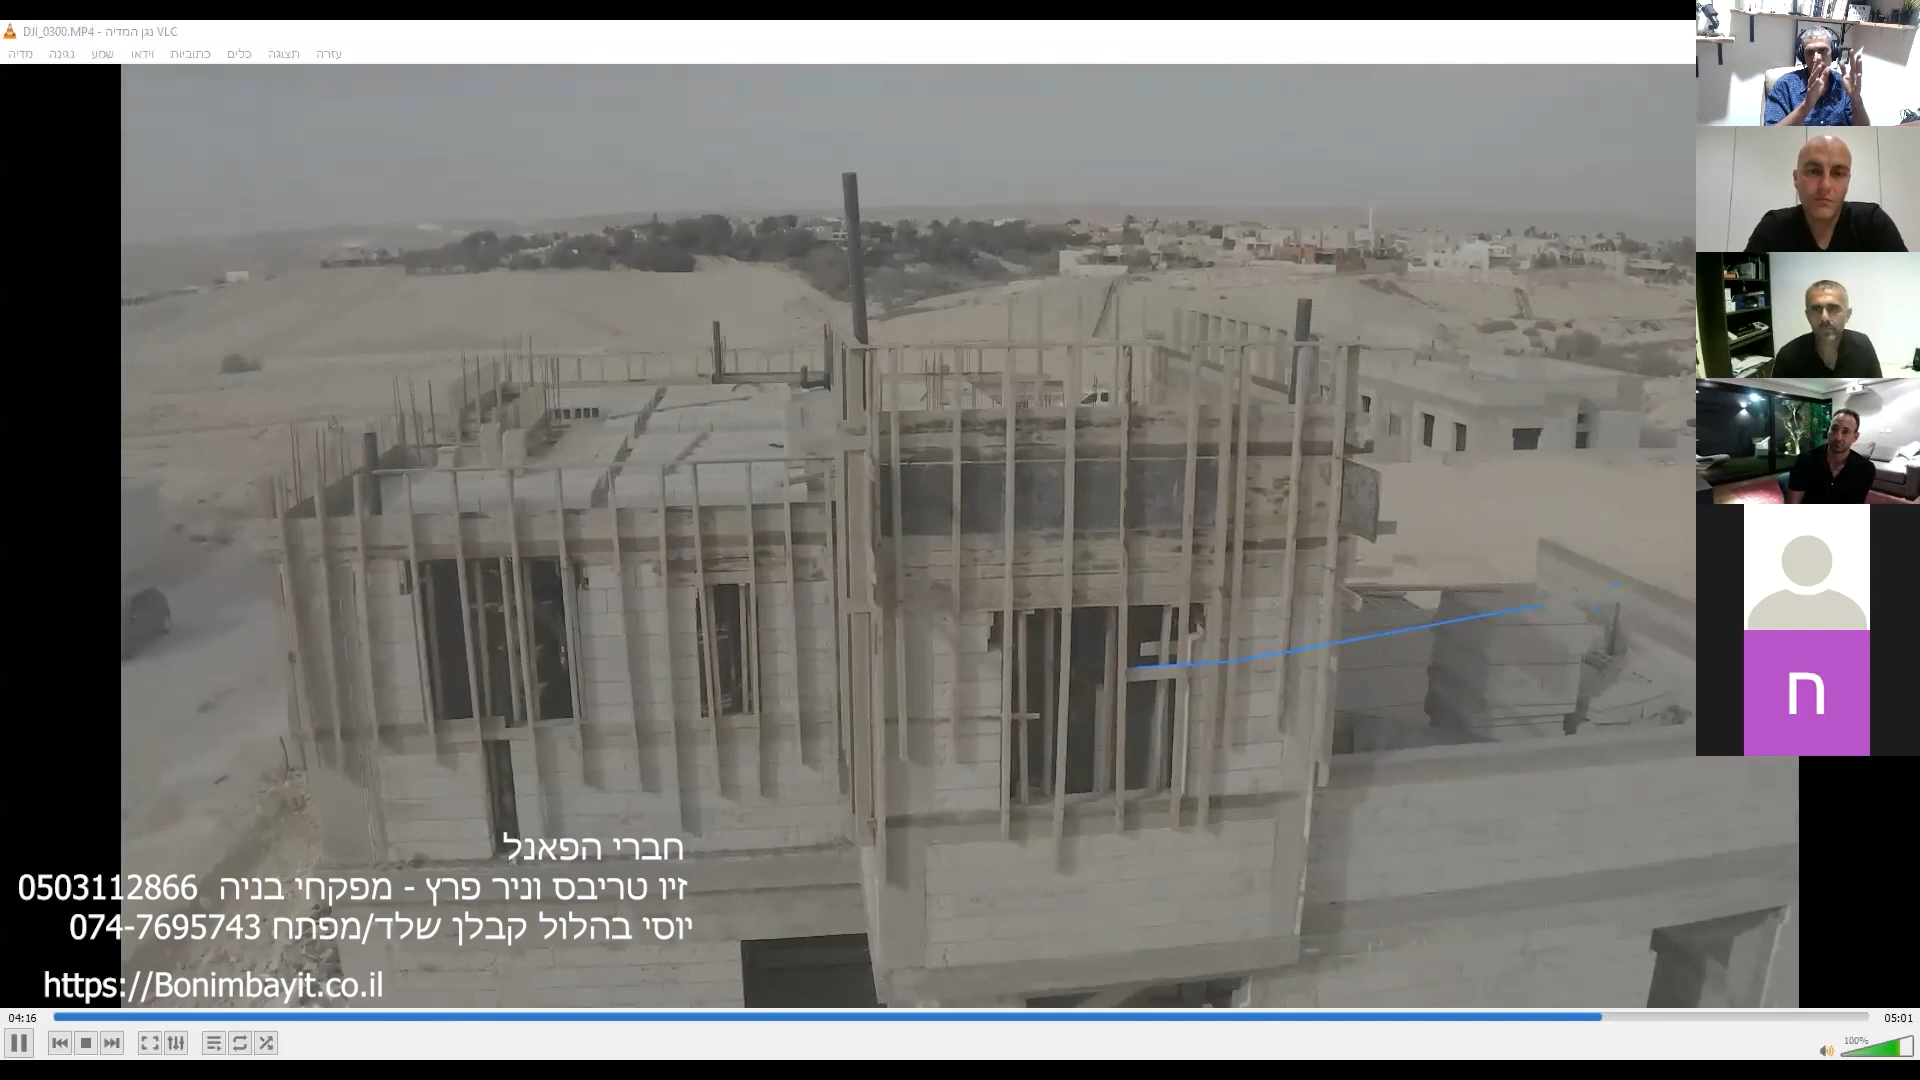 DJI_0300.MP4 - נגן המדיה VLC
מדיה נגינה שמע וידאו כתוביות כלים תצוגה עזרה
ח
חברי הפאנל
זיו טריבס וניר פרץ - מפקחי בניה 0503112866
יוסי בהלול קבלן שלד/מפתח 074-7695743
https://Bonimbayit.co.il
04:16
05:01
100%